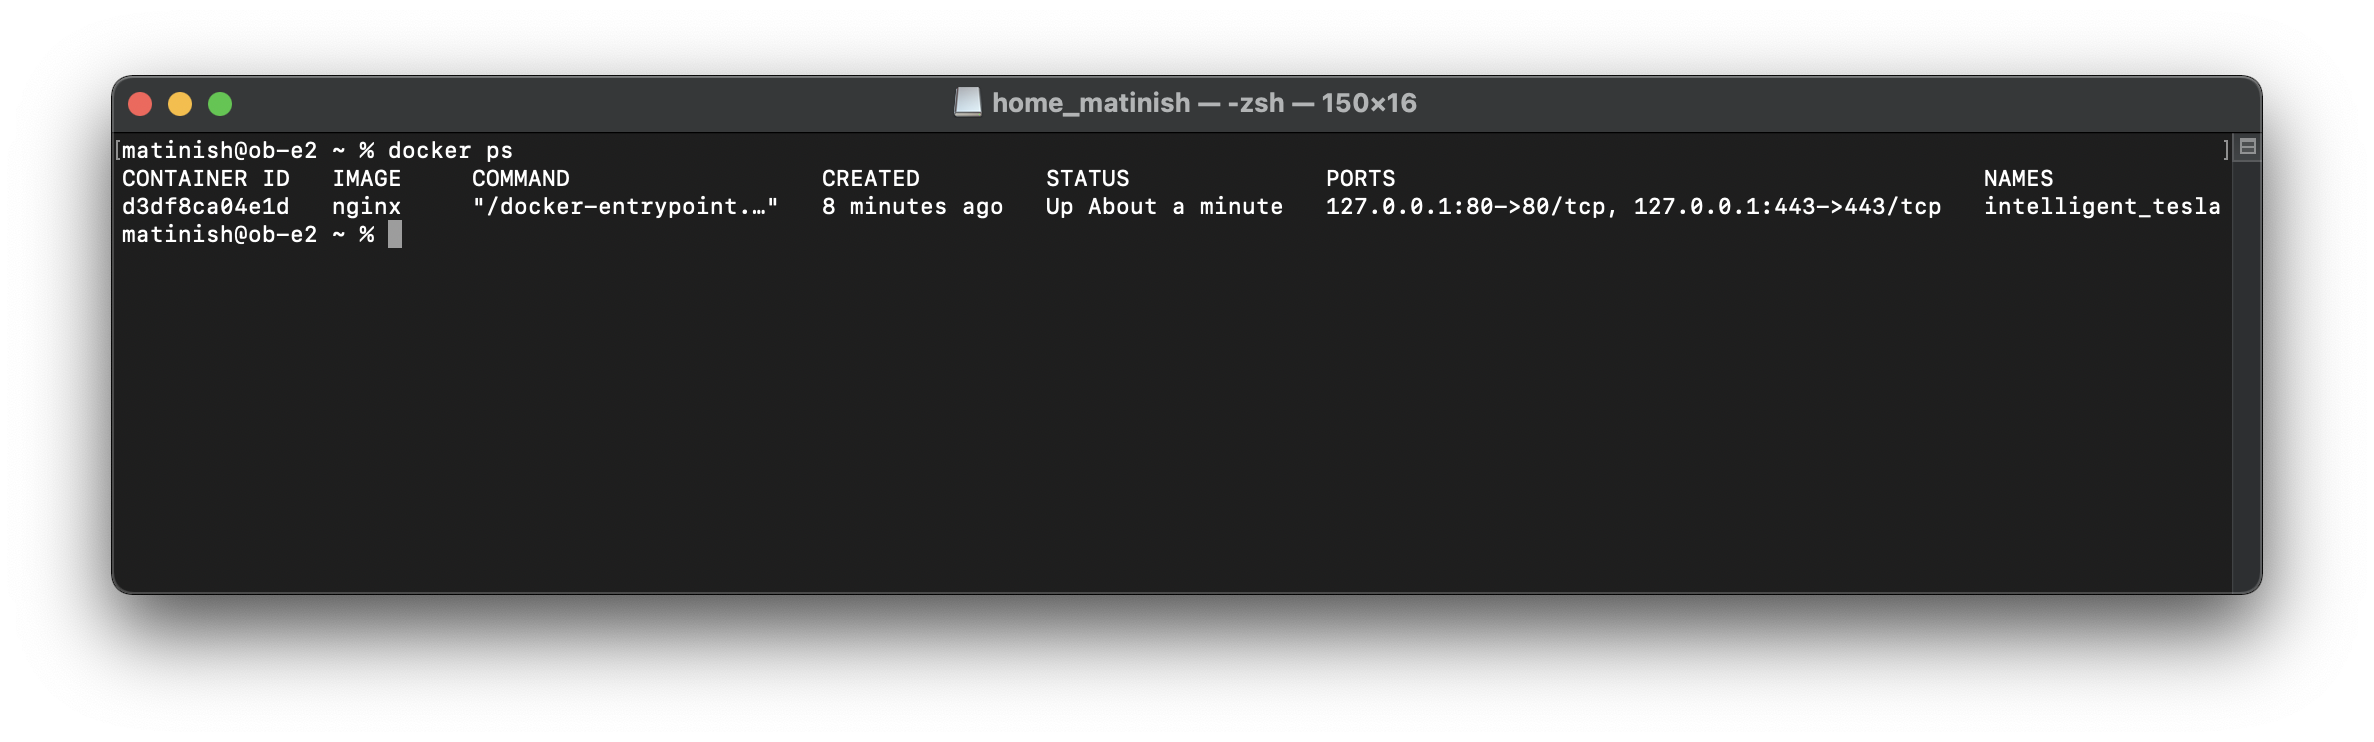 home_matinish — -zsh — 150×16
[matinish@ob-e2 ~ % docker ps ]
CONTAINER ID   IMAGE     COMMAND                  CREATED         STATUS              PORTS                                          NAMES
d3df8ca04e1d   nginx     "/docker-entrypoint.…"   8 minutes ago   Up About a minute   127.0.0.1:80->80/tcp, 127.0.0.1:443->443/tcp   intelligent_tesla
matinish@ob-e2 ~ %